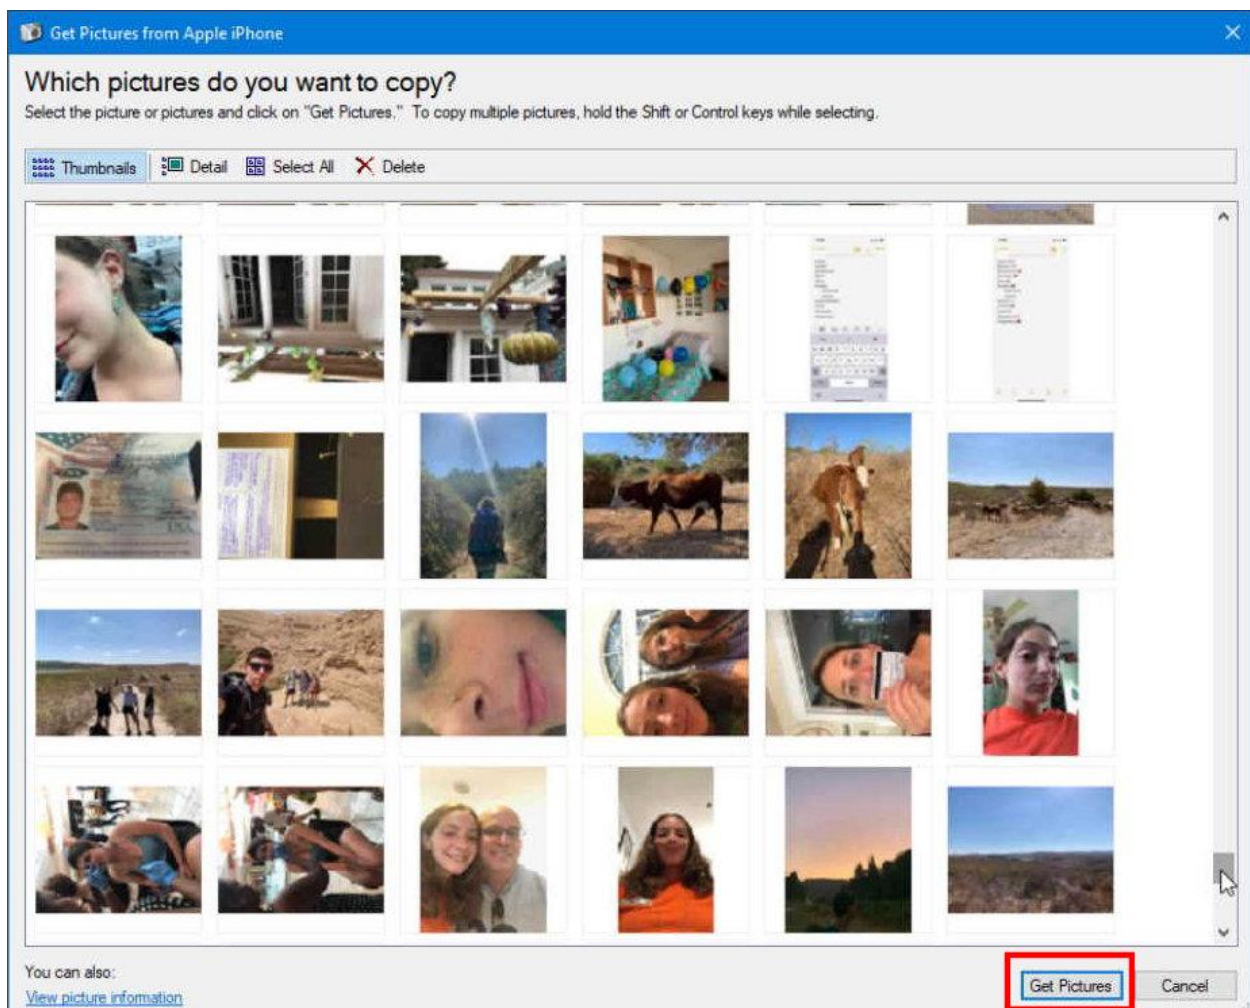 Get Pictures from Apple iPhone
Which pictures do you want to copy?
Select the picture or pictures and click on "Get Pictures." To copy multiple pictures, hold the Shift or Control keys while selecting.
Thumbnails Detail Select All Delete
USA
You can also:
View picture information
Get Pictures Cancel